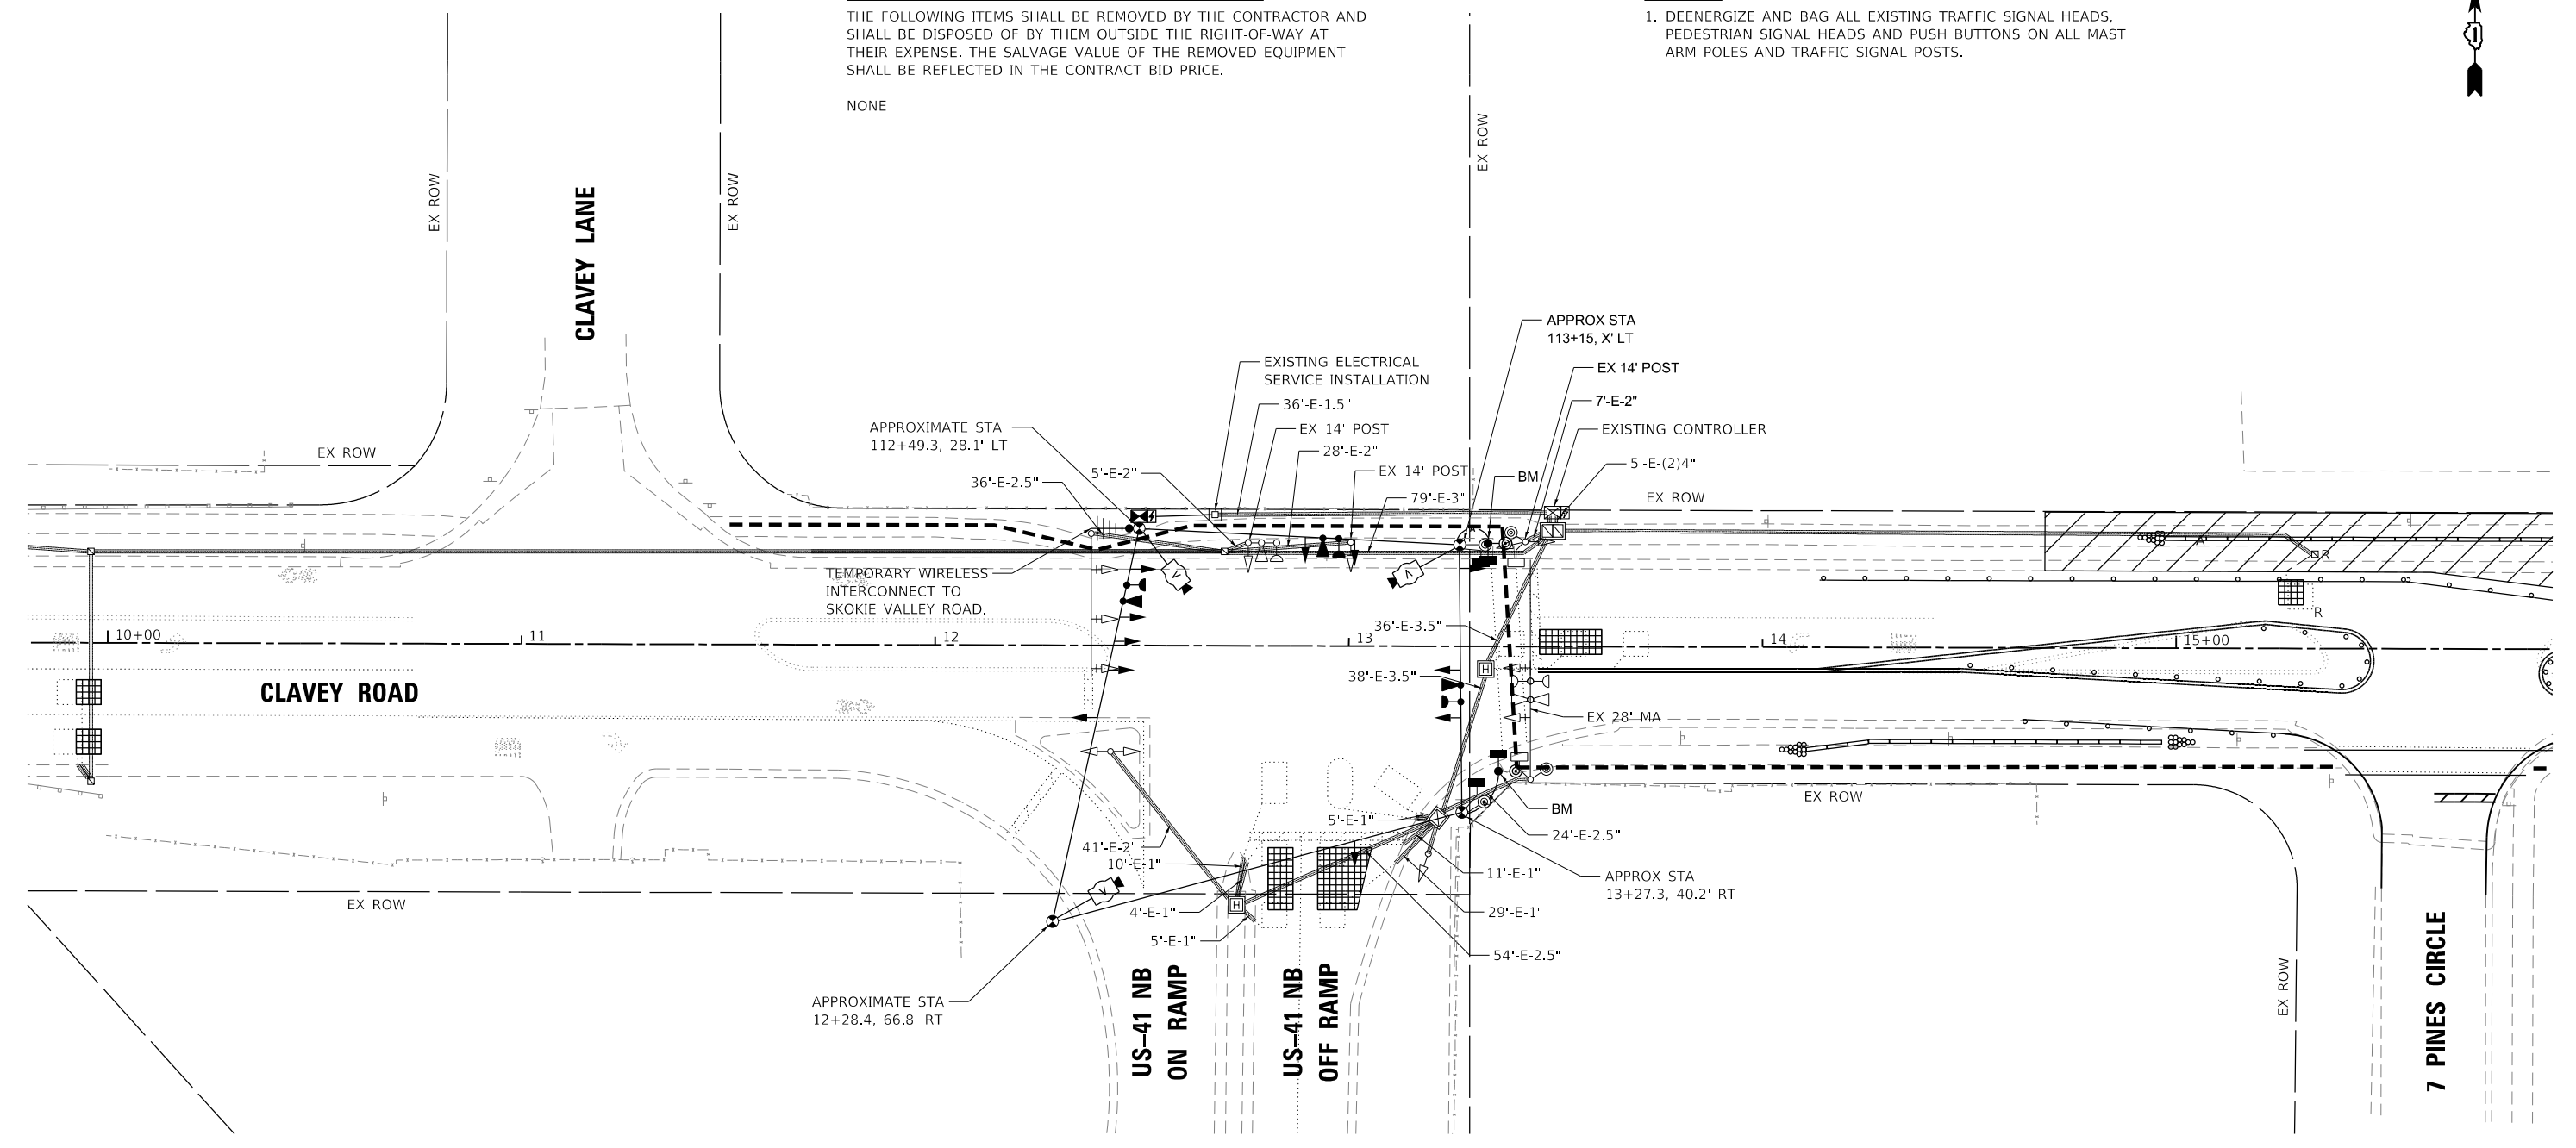 THE FOLLOWING ITEMS SHALL BE REMOVED BY THE CONTRACTOR AND
SHALL BE DISPOSED OF BY THEM OUTSIDE THE RIGHT-OF-WAY AT
THEIR EXPENSE. THE SALVAGE VALUE OF THE REMOVED EQUIPMENT
SHALL BE REFLECTED IN THE CONTRACT BID PRICE.
NONE
1. DEENERGIZE AND BAG ALL EXISTING TRAFFIC SIGNAL HEADS,
PEDESTRIAN SIGNAL HEADS AND PUSH BUTTONS ON ALL MAST
ARM POLES AND TRAFFIC SIGNAL POSTS.
EX ROW
CLAVEY LANE
EX ROW
EX ROW
APPROX STA
113+15, X' LT
EXISTING ELECTRICAL
SERVICE INSTALLATION
EX 14' POST
36'-E-1.5"
7'-E-2"
APPROXIMATE STA
112+49.3, 28.1' LT
EX 14' POST
EXISTING CONTROLLER
28'-E-2"
EX ROW
5'-E-2"
EX 14' POST
5'-E-(2)4"
36'-E-2.5"
BM
79'-E-3"
EX ROW
TEMPORARY WIRELESS
INTERCONNECT TO
SKOKIE VALLEY ROAD.
V
V
A
R
R
36'-E-3.5"
10+00
11
12
13
14
15+00
H
38'-E-3.5"
CLAVEY ROAD
EX 28' MA
EX ROW
BM
5'-E-1"
24'-E-2.5"
41'-E-2"
10'-E-1"
11'-E-1"
APPROX STA
13+27.3, 40.2' RT
V
EX ROW
H
4'-E-1"
29'-E-1"
5'-E-1"
54'-E-2.5"
APPROXIMATE STA
12+28.4, 66.8' RT
US-41 NB
ON RAMP
US-41 NB
OFF RAMP
EX ROW
7 PINES CIRCLE